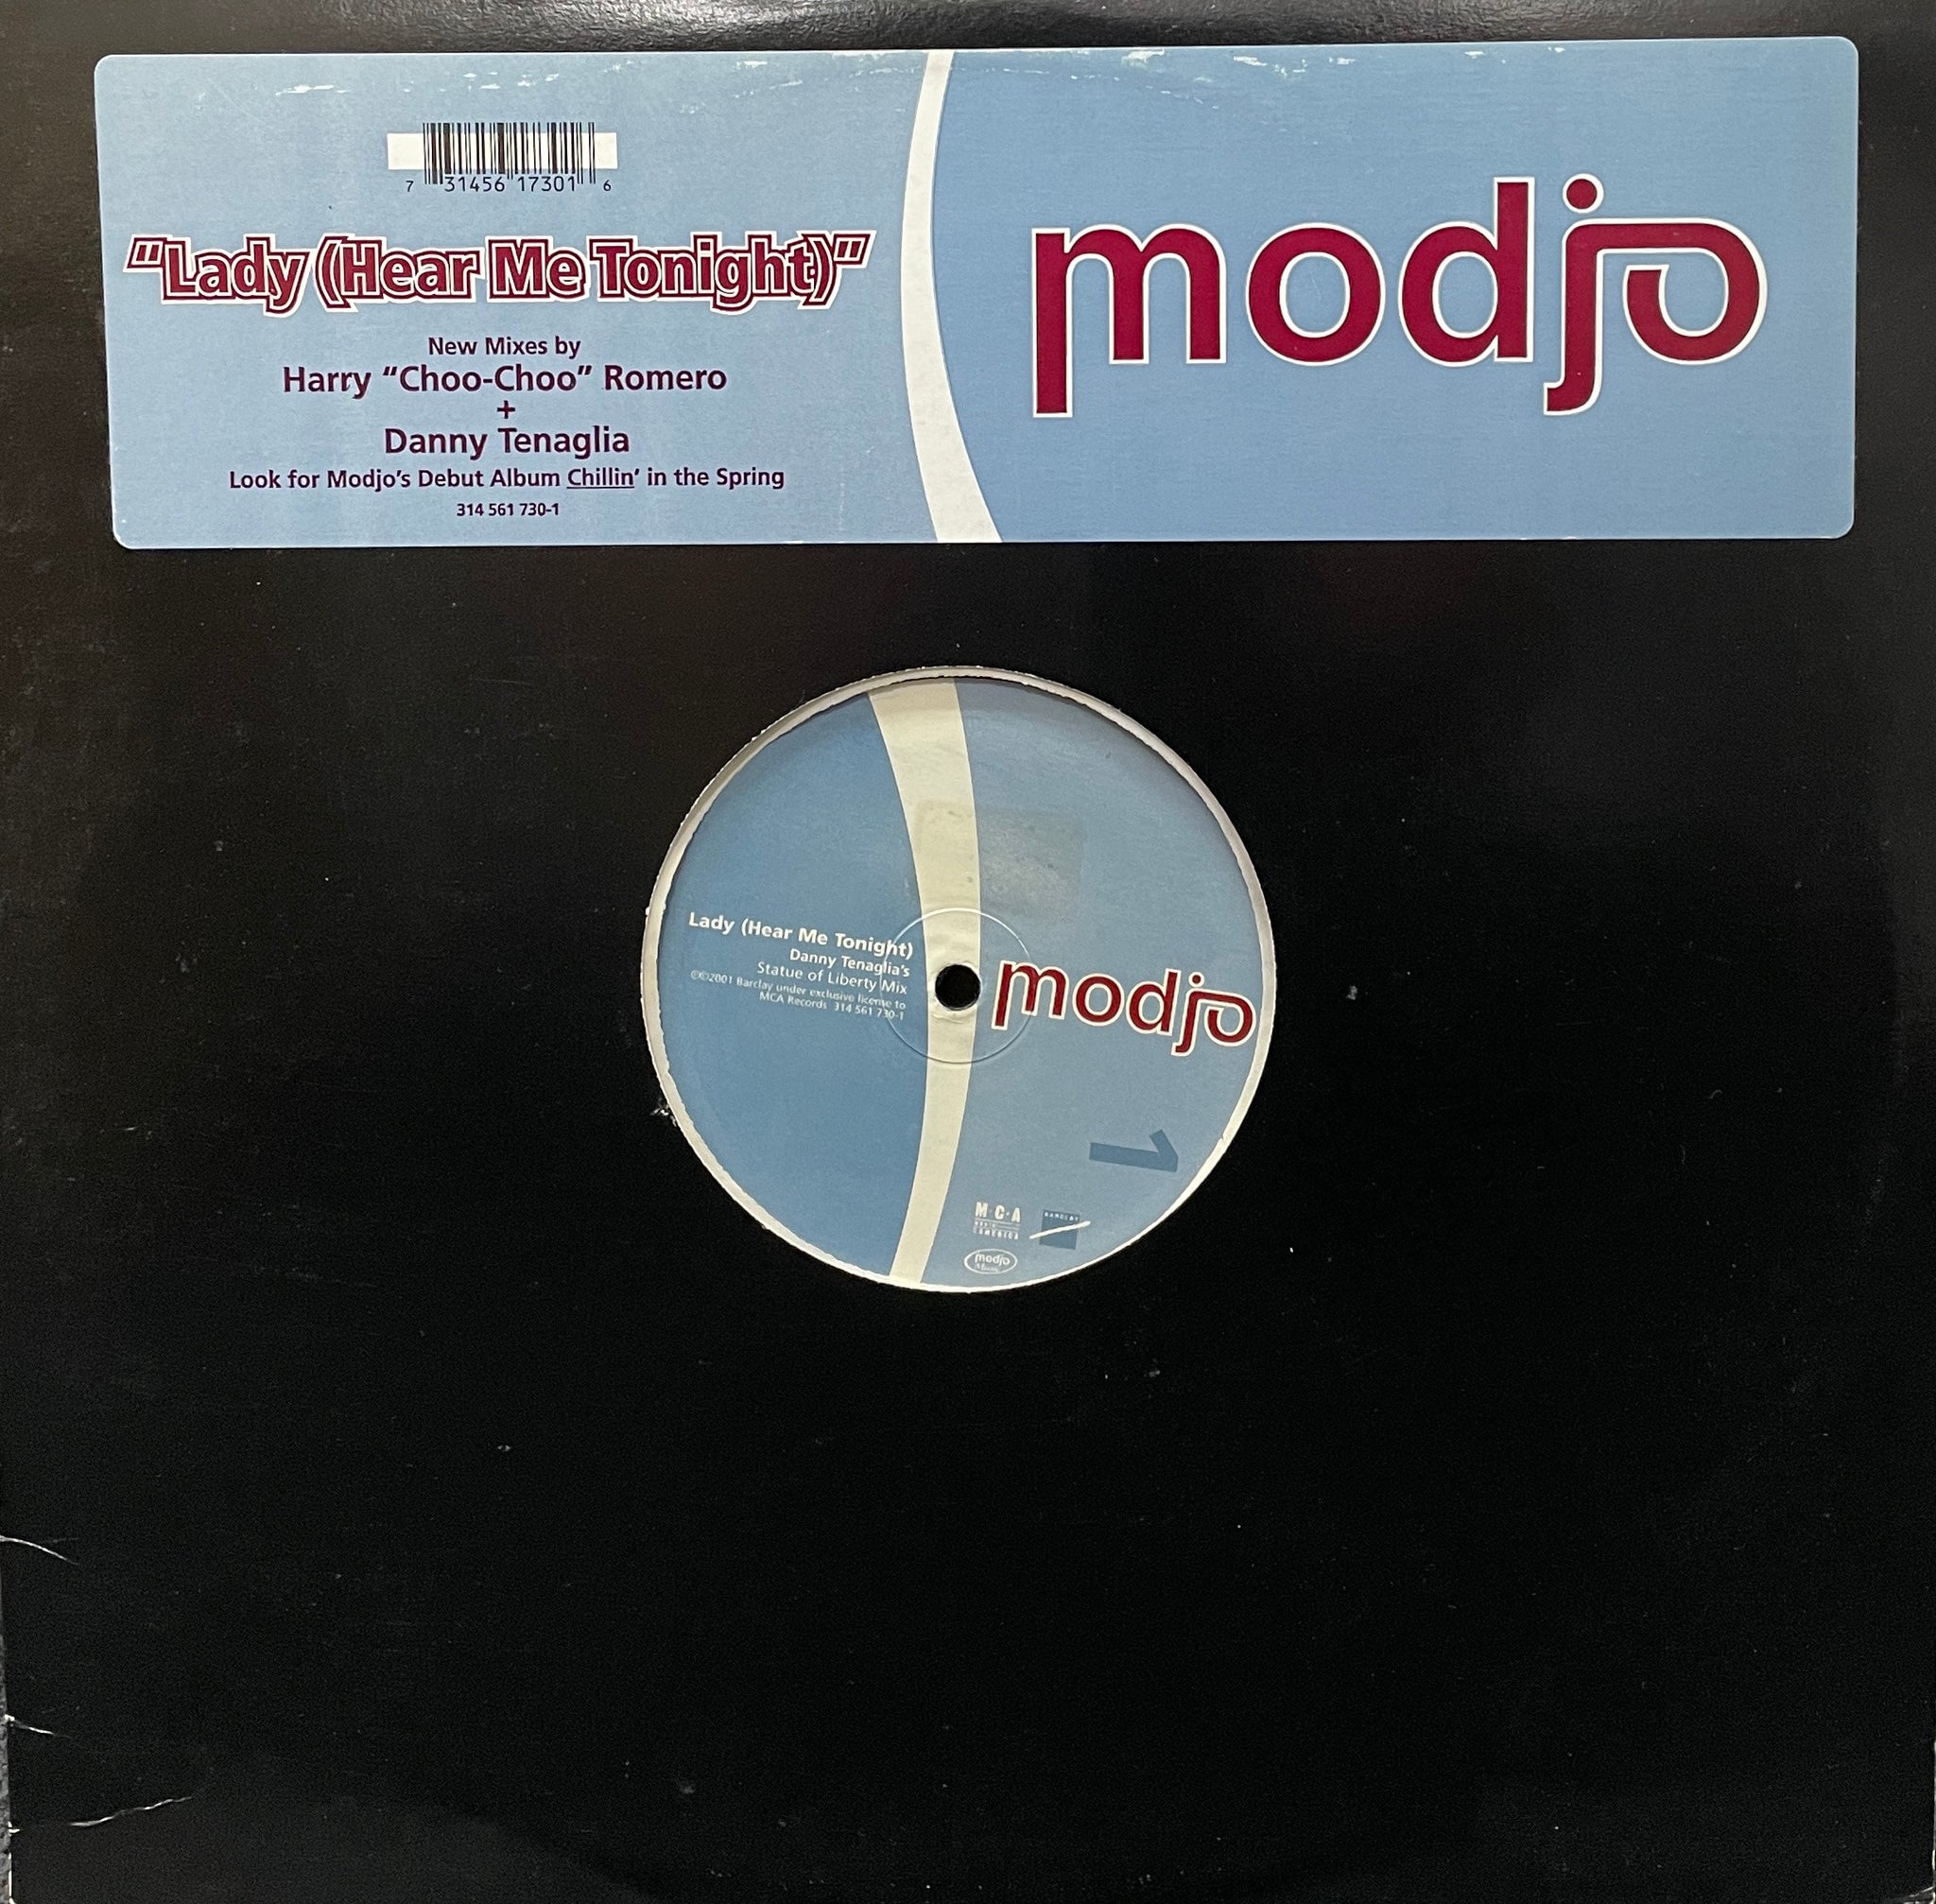 7 31456 17301 6
"Lady (Hear Me Tonight)"
New Mixes by
Harry “Choo-Choo” Romero
+
Danny Tenaglia
Look for Modjo’s Debut Album Chillin’ in the Spring
314 561 730-1
modjo
Lady (Hear Me Tonight)
Danny Tenaglia's
Statue of Liberty Mix
℗©2001 Barclay under exclusive license to
MCA Records 314 561 730-1
modjo
1
M·C·A
BARCLAY
modjo
Music